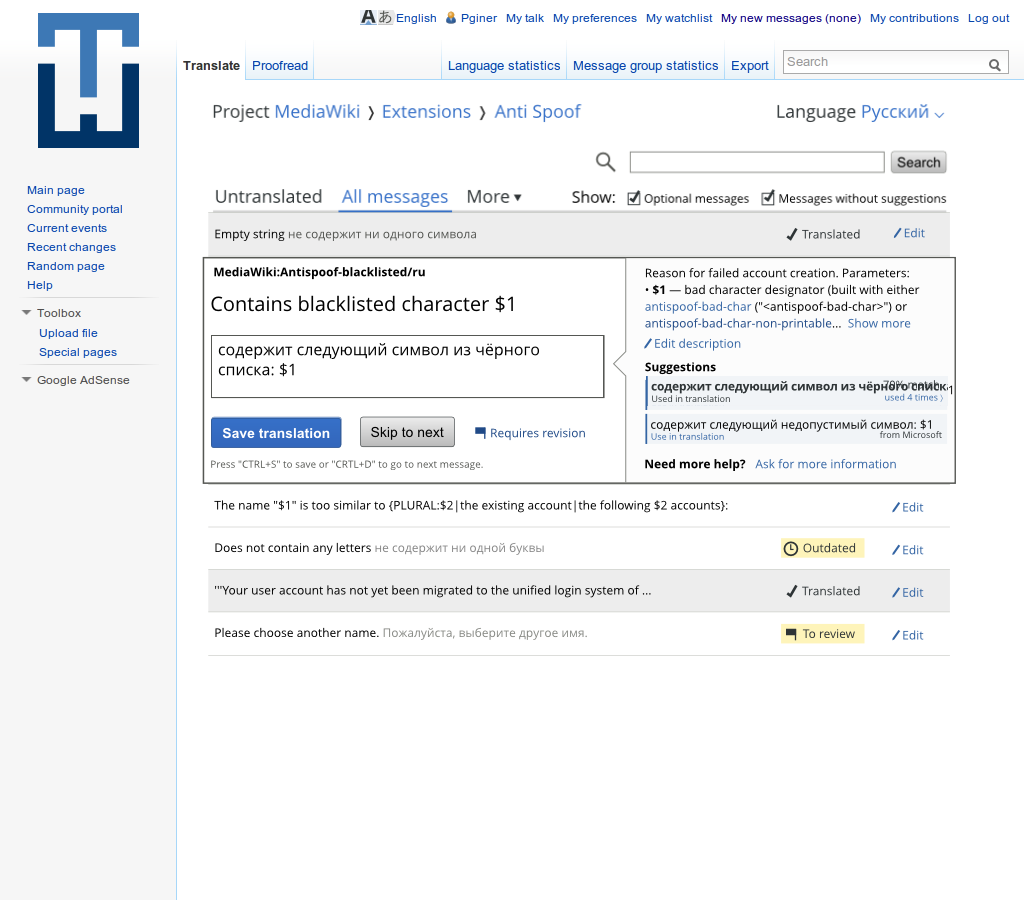 English Pginer My talk My preferences My watchlist My new messages (none) My contributions Log out
Translate Proofread Language statistics Message group statistics Export Search
Project MediaWiki ❯ Extensions ❯ Anti Spoof Language Русский
Search
Main page
Community portal
Current events
Recent changes
Random page
Help
Toolbox
Upload file
Special pages
Google AdSense
Untranslated All messages More ▾ Show: Optional messages Messages without suggestions
Empty string не содержит ни одного символа Translated Edit
MediaWiki:Antispoof-blacklisted/ru
Contains blacklisted character $1
содержит следующий символ из чёрного
списка: $1
Save translation Skip to next Requires revision
Press "CTRL+S" to save or "CRTL+D" to go to next message.
Reason for failed account creation. Parameters:
• $1 — bad character designator (built with either
antispoof-bad-char ("<antispoof-bad-char>") or
antispoof-bad-char-non-printable... Show more
Edit description
Suggestions
содержит следующий символ из чёрного
Used in translation used 4 times ⟩
содержит следующий недопустимый символ: $1
Use in translation from Microsoft
Need more help? Ask for more information
The name "$1" is too similar to {PLURAL:$2|the existing account|the following $2 accounts}: Edit
Does not contain any letters не содержит ни одной буквы Outdated Edit
'''Your user account has not yet been migrated to the unified login system of ... Translated Edit
Please choose another name. Пожалуйста, выберите другое имя. To review Edit